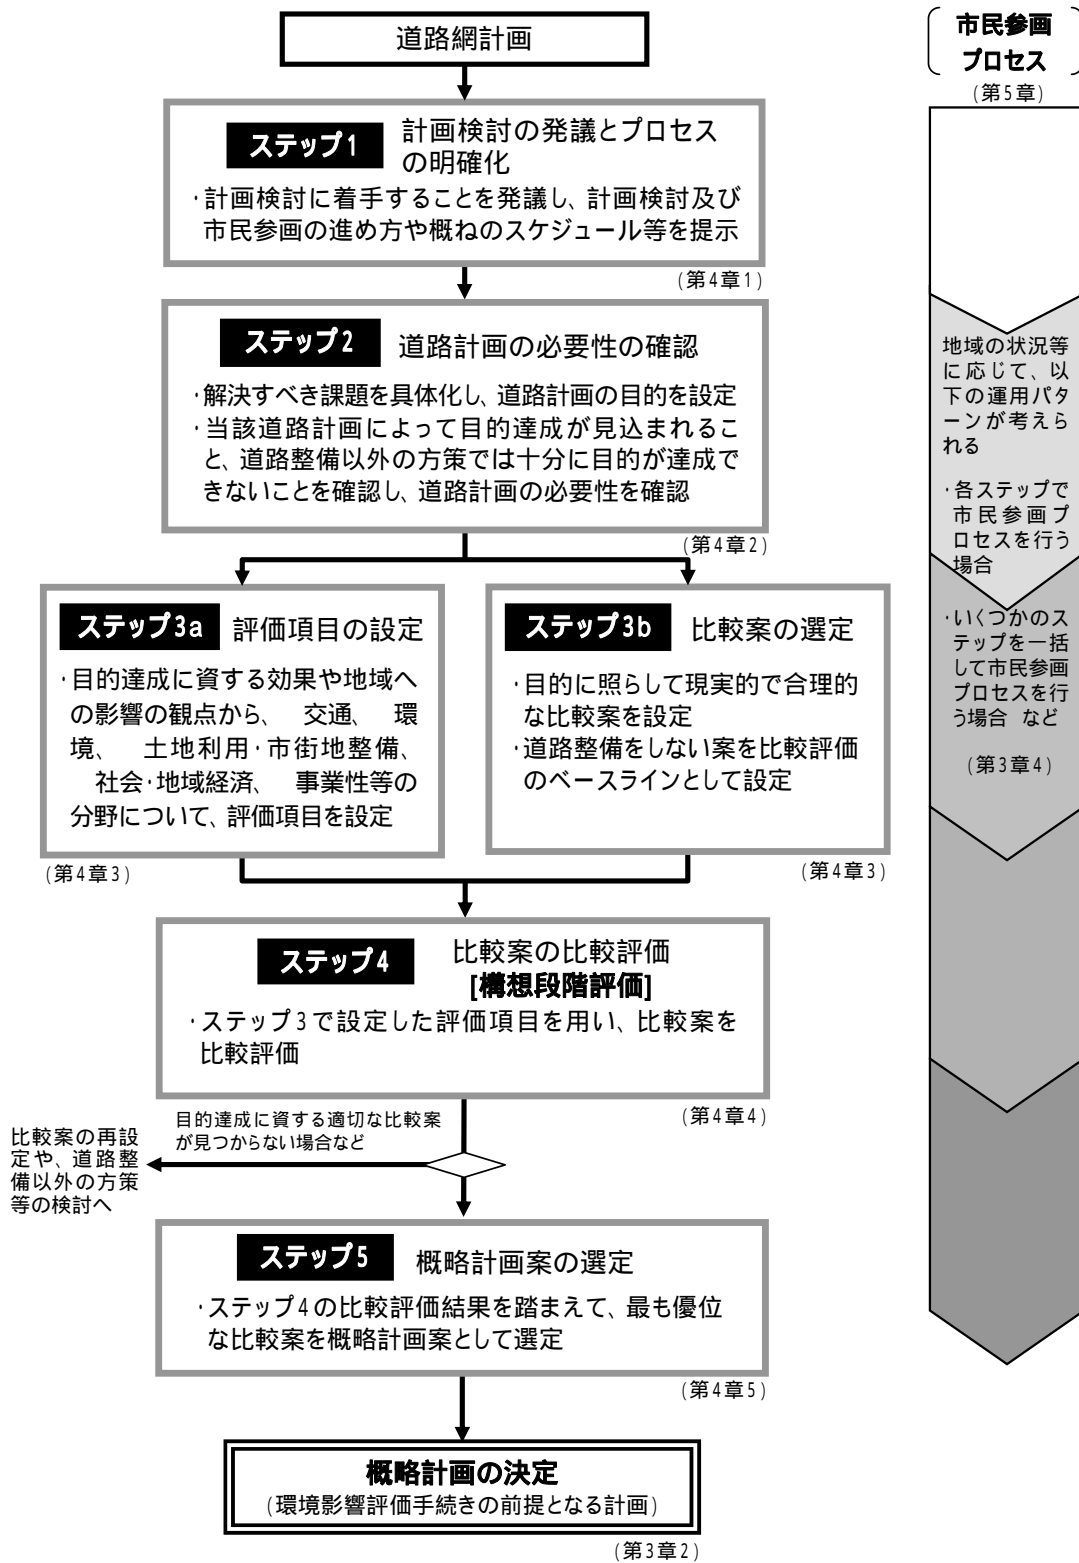 道路網計画
ステップ1
計画検討の発議とプロセス
の明確化
･計画検討に着手することを発議し、計画検討及び
市民参画の進め方や概ねのスケジュール等を提示
(第4章1)
ステップ2
道路計画の必要性の確認
･解決すべき課題を具体化し、道路計画の目的を設定
･当該道路計画によって目的達成が見込まれるこ
と、道路整備以外の方策では十分に目的が達成で
きないことを確認し、道路計画の必要性を確認
(第4章2)
ステップ3a
評価項目の設定
･目的達成に資する効果や地域へ
の影響の観点から、 交通、 環
境、 土地利用･市街地整備、
社会･地域経済、 事業性等の
分野について、評価項目を設定
(第4章3)
ステップ3b
比較案の選定
･目的に照らして現実的で合理的
な比較案を設定
･道路整備をしない案を比較評価
のベースラインとして設定
(第4章3)
ステップ4
比較案の比較評価
[構想段階評価]
･ステップ3で設定した評価項目を用い、比較案を
比較評価
(第4章4)
目的達成に資する適切な比較案
が見つからない場合など
比較案の再設
定や、道路整
備以外の方策
等の検討へ
ステップ5
概略計画案の選定
･ステップ4の比較評価結果を踏まえて、最も優位
な比較案を概略計画案として選定
(第4章5)
概略計画の決定
(環境影響評価手続きの前提となる計画)
(第3章2)
市民参画
プロセス
(第5章)
地域の状況等
に応じて、以
下の運用パタ
ーンが考えら
れる
･各ステップで
市民参画プ
ロセスを行う
場合
･いくつかのス
テップを一括
して市民参画
プロセスを行
う場合 など
(第3章4)